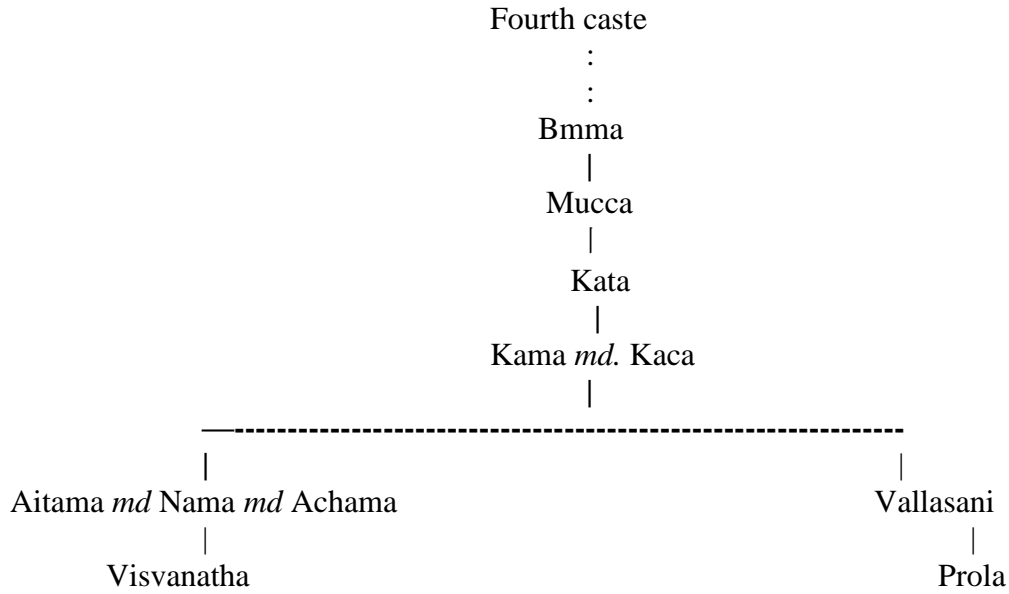 Fourth caste
:
:
Bmma
|
Mucca
|
Kata
|
Kama md. Kaca
|
—---------------------------------------------------------------
| |
Aitama md Nama md Achama Vallasani
| |
Visvanatha Prola